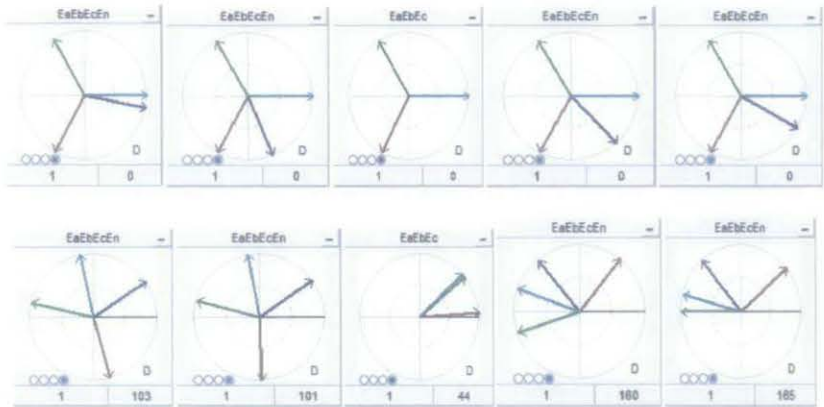 EaEbEcEn – EaEbEcEn – EaEbEc – EaEbEcEn – EaEbEcEn –
D D D D D
1 0 1 0 1 0 1 0 1 0
EaEbEcEn – EaEbEcEn – EaEbEc – EaEbEcEn – EaEbEcEn –
D D D D D
1 103 1 101 1 44 1 160 1 165